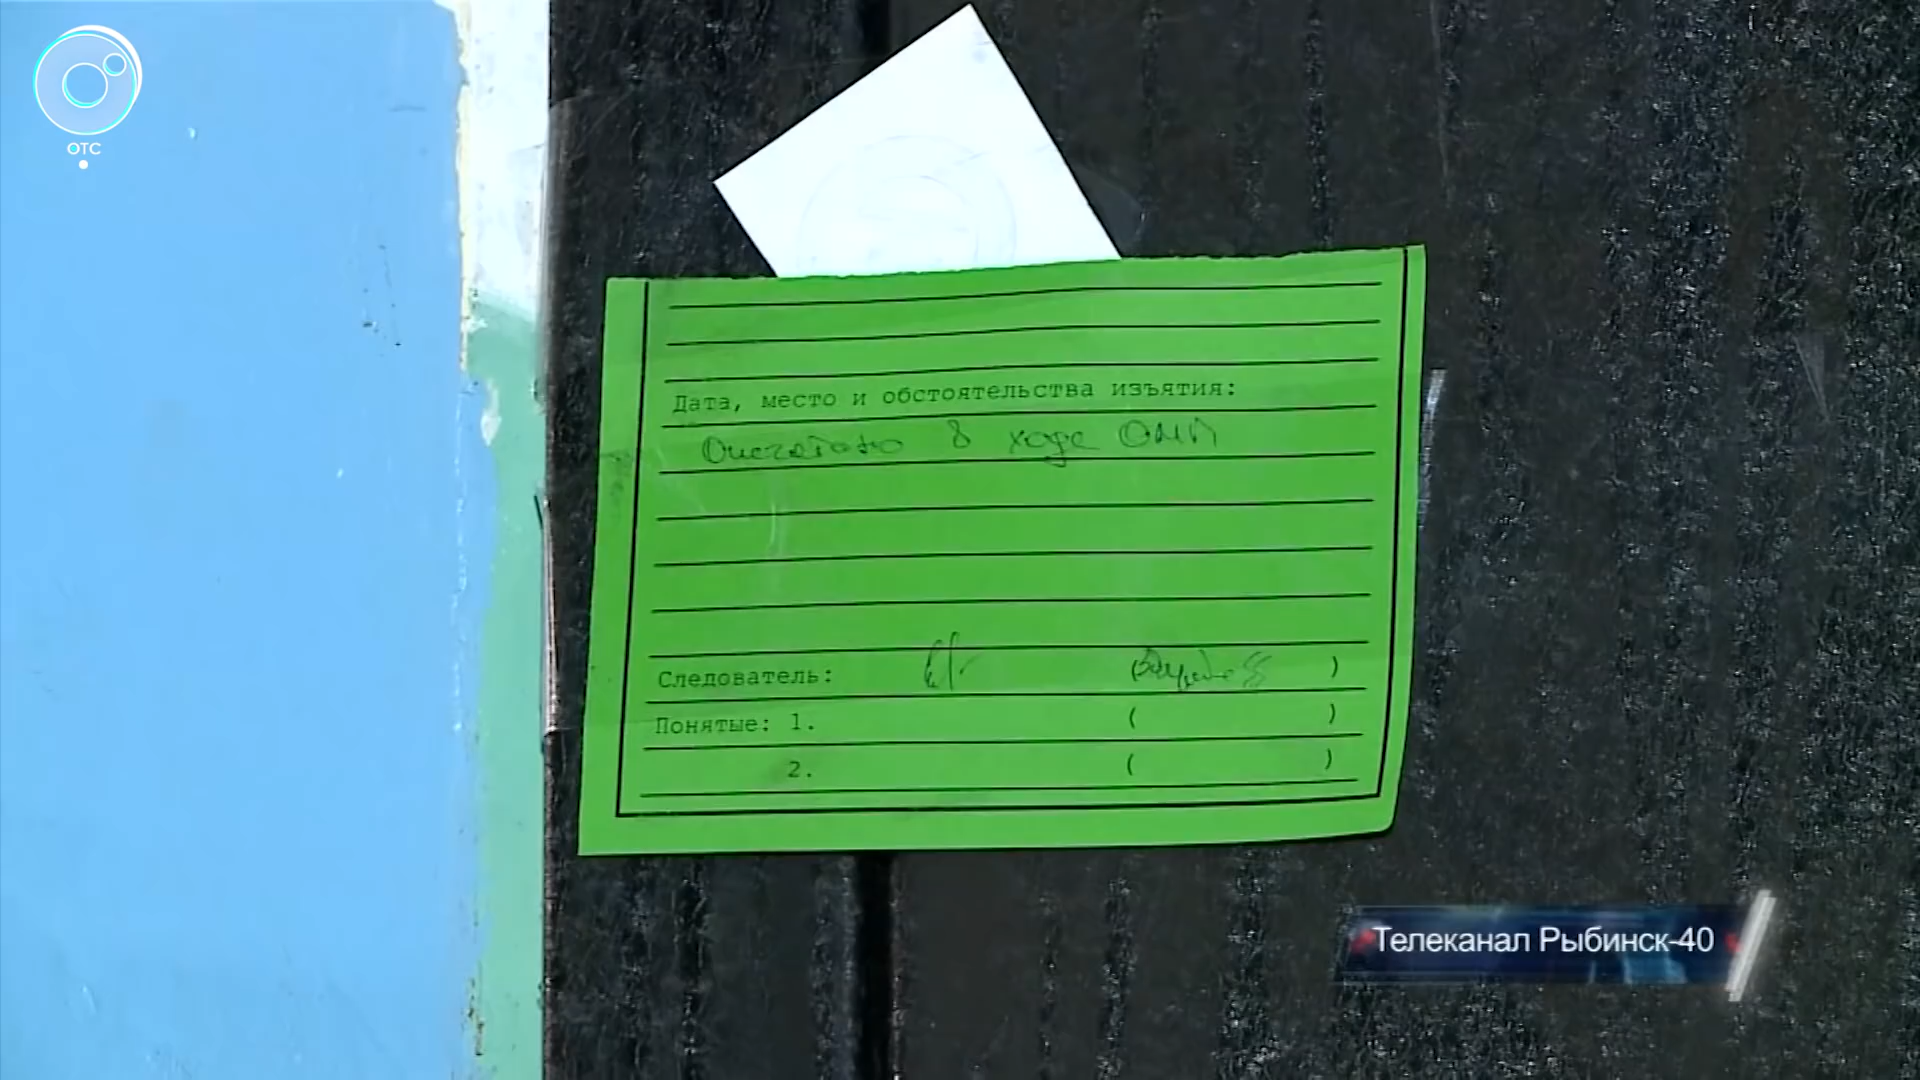 ОТС
Дата, место и обстоятельства изъятия:
Опечатано в ходе ОМП
Следователь: ( )
Понятые: 1. ( )
2. ( )
Телеканал Рыбинск-40